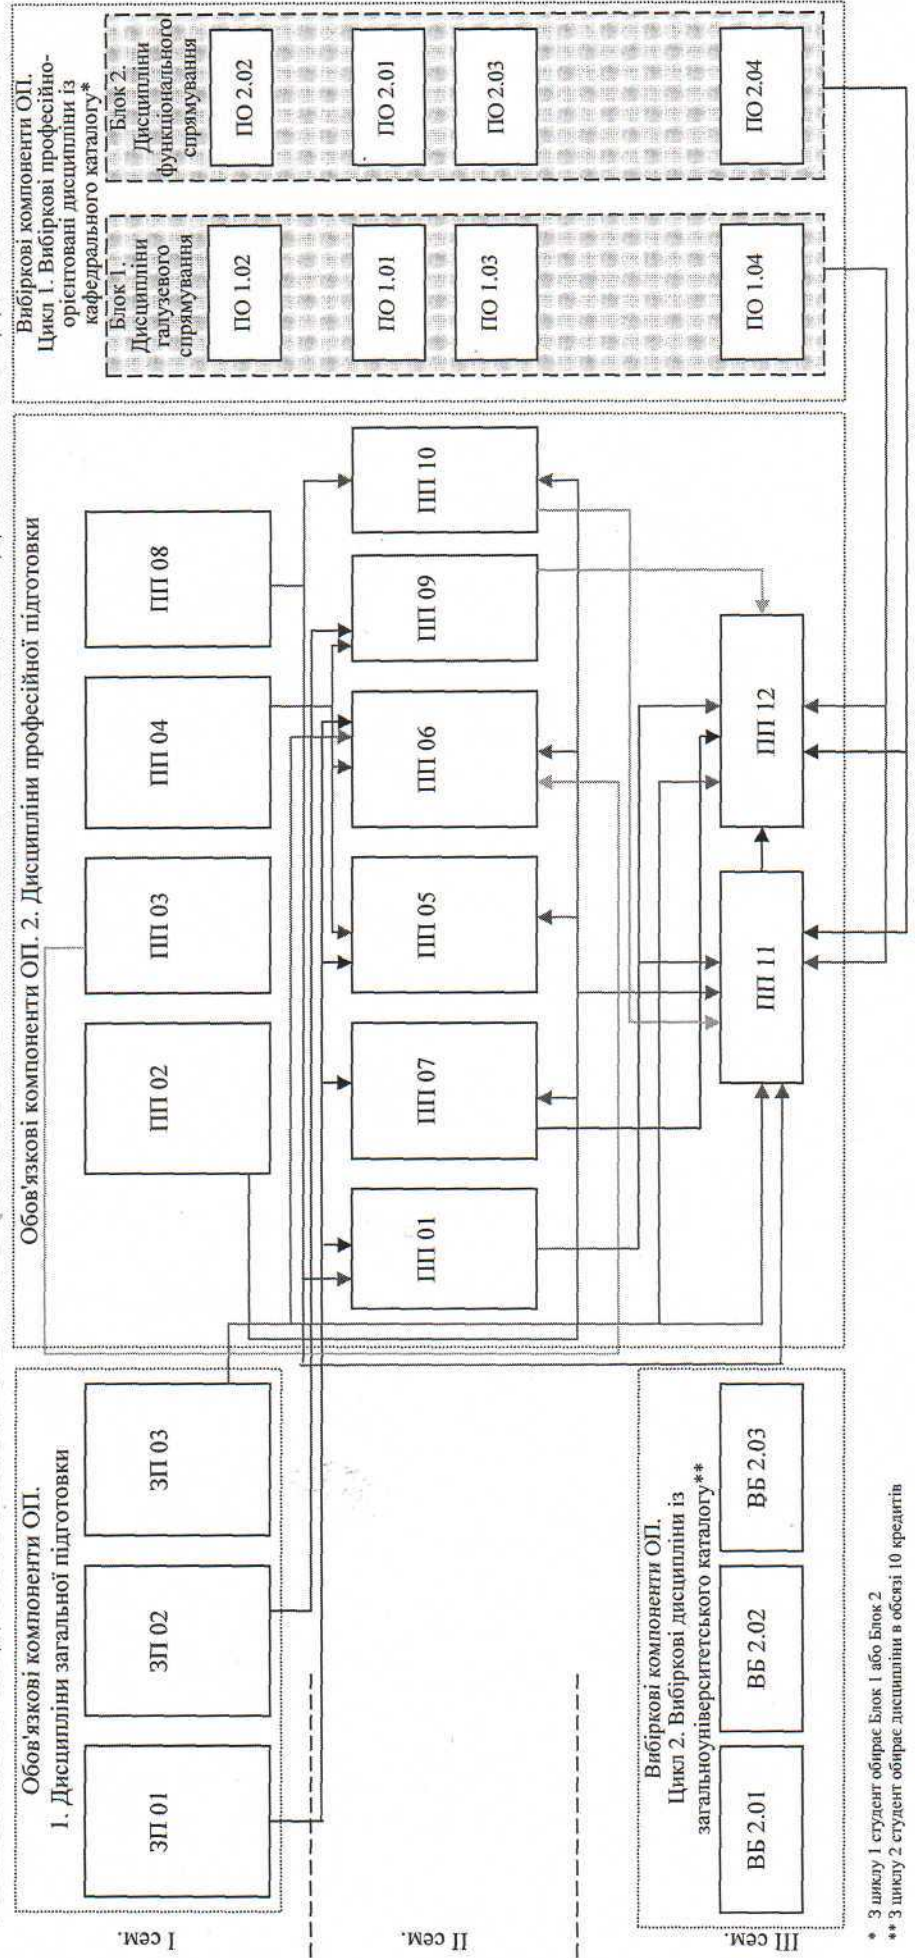 Обов'язкові компоненти ОП.
1. Дисципліни загальної підготовки
ЗП 01
ЗП 02
ЗП 03
Обов'язкові компоненти ОП. 2. Дисципліни професійної підготовки
ПП 02
ПП 03
ПП 04
ПП 08
Вибіркові компоненти ОП.
Цикл 1. Вибіркові професійно-
орієнтовані дисципліни із
кафедрального каталогу*
Блок 1.
Дисципліни
галузевого
спрямування
ПО 1.02
ПО 1.01
ПО 1.03
ПО 1.04
Блок 2.
Дисципліни
функціонального
спрямування
ПО 2.02
ПО 2.01
ПО 2.03
ПО 2.04
І сем.
ІІ сем.
ІІІ сем.
ПП 01
ПП 07
ПП 05
ПП 06
ПП 09
ПП 10
ПП 11
ПП 12
Вибіркові компоненти ОП.
Цикл 2. Вибіркові дисципліни із
загальноуніверситетського каталогу**
ВБ 2.01
ВБ 2.02
ВБ 2.03
* З циклу 1 студент обирає Блок 1 або Блок 2
** З циклу 2 студент обирає дисципліни в обсязі 10 кредитів